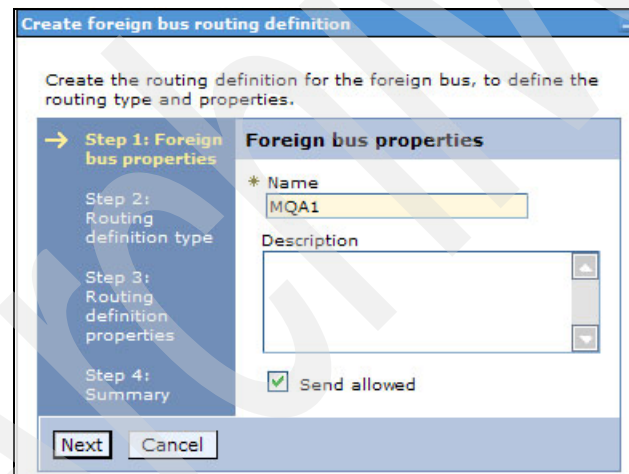 Create foreign bus routing definition
Create the routing definition for the foreign bus, to define the
routing type and properties.
→ Step 1: Foreign
bus properties
Step 2:
Routing
definition type
Step 3:
Routing
definition
properties
Step 4:
Summary
Foreign bus properties
* Name
MQA1
Description
Send allowed
Next Cancel